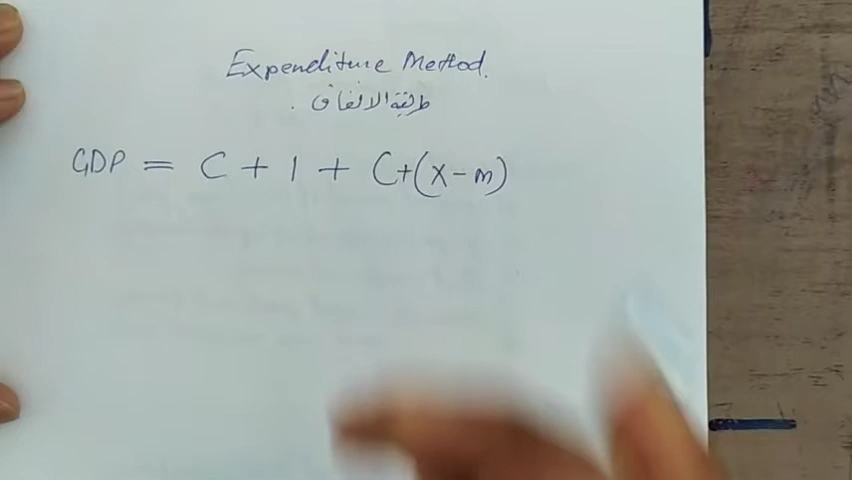 Expenditure Method.
طريقة الانفاق.
GDP = C + I + C+(X-m)